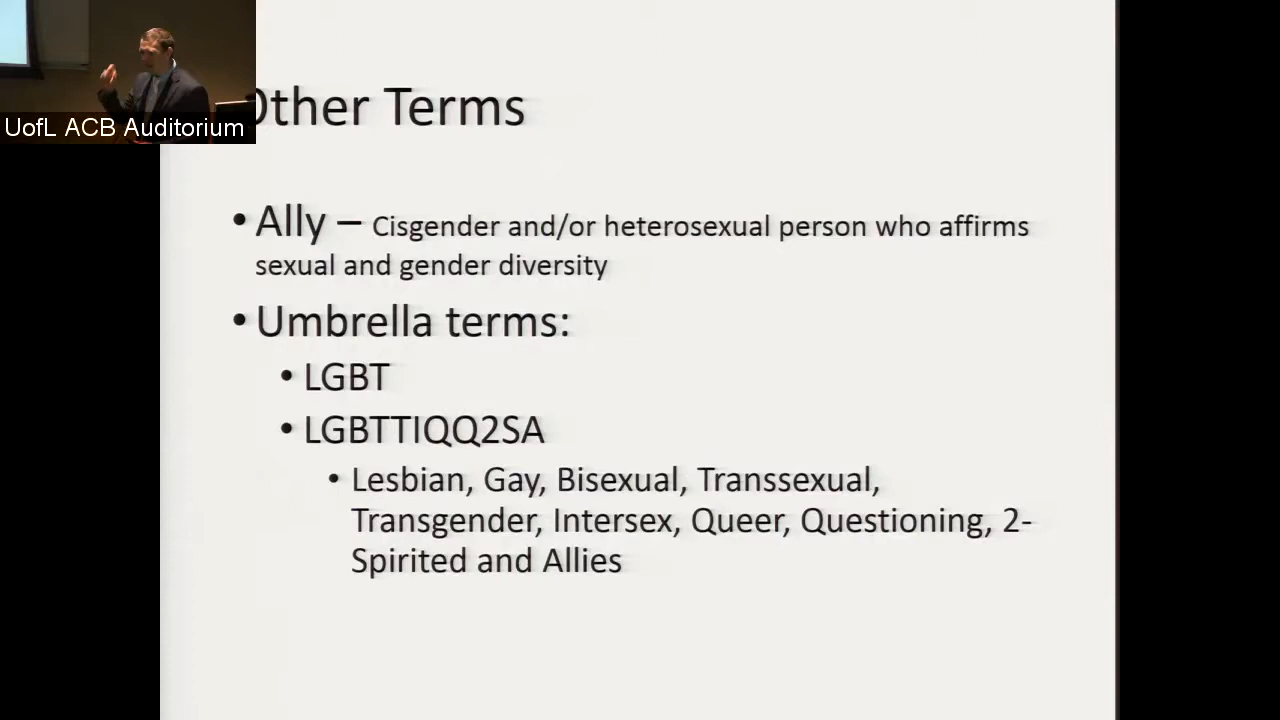 UofL ACB Auditorium
Other Terms
• Ally – Cisgender and/or heterosexual person who affirms
sexual and gender diversity
• Umbrella terms:
• LGBT
• LGBTTIQQ2SA
• Lesbian, Gay, Bisexual, Transsexual,
Transgender, Intersex, Queer, Questioning, 2-
Spirited and Allies